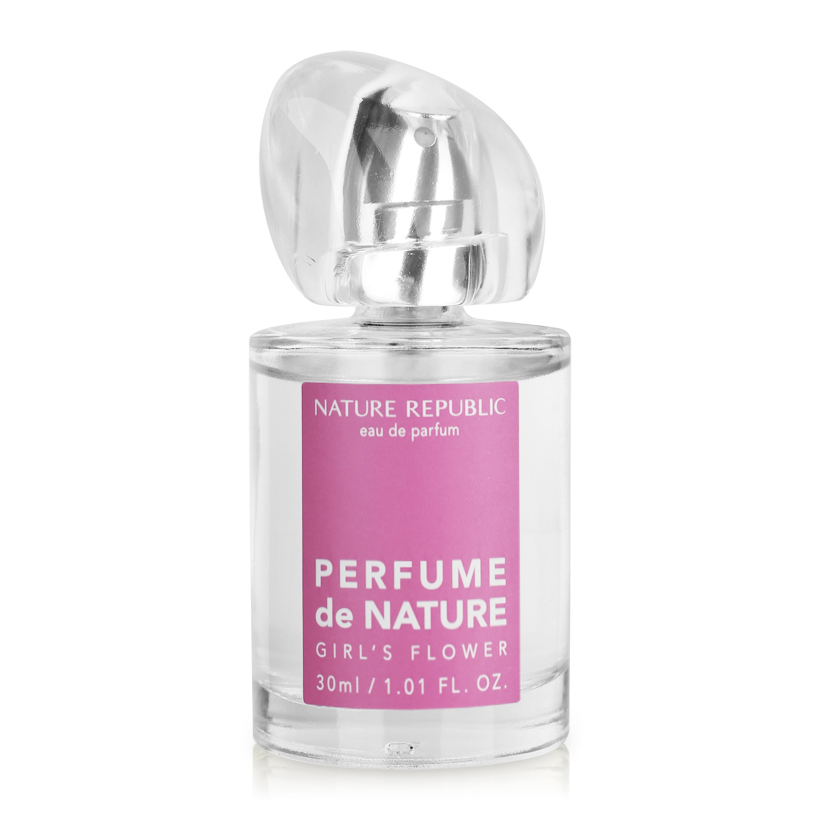 NATURE REPUBLIC
eau de parfum
PERFUME
de NATURE
GIRL'S FLOWER
30ml / 1.01 FL. OZ.